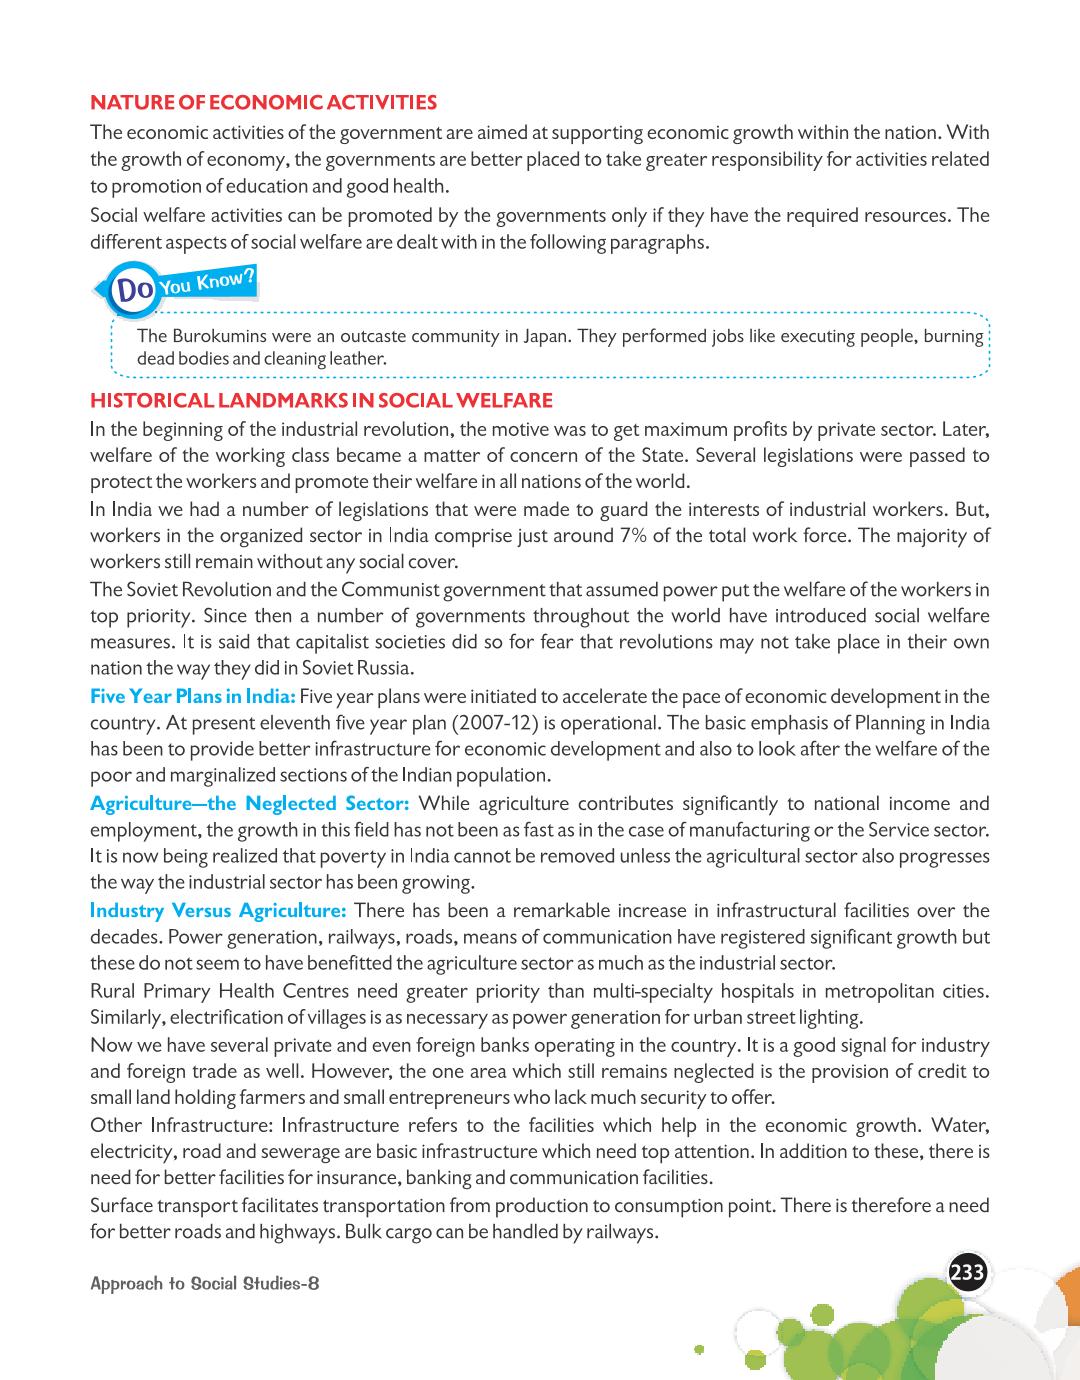 NATURE OF ECONOMIC ACTIVITIES
The economic activities of the government are aimed at supporting economic growth within the nation. With
the growth of economy, the governments are better placed to take greater responsibility for activities related
to promotion of education and good health.
Social welfare activities can be promoted by the governments only if they have the required resources. The
different aspects of social welfare are dealt with in the following paragraphs.
Do You Know?
The Burokumins were an outcaste community in Japan. They performed jobs like executing people, burning
dead bodies and cleaning leather.
HISTORICAL LANDMARKS IN SOCIAL WELFARE
In the beginning of the industrial revolution, the motive was to get maximum profits by private sector. Later,
welfare of the working class became a matter of concern of the State. Several legislations were passed to
protect the workers and promote their welfare in all nations of the world.
In India we had a number of legislations that were made to guard the interests of industrial workers. But,
workers in the organized sector in India comprise just around 7% of the total work force. The majority of
workers still remain without any social cover.
The Soviet Revolution and the Communist government that assumed power put the welfare of the workers in
top priority. Since then a number of governments throughout the world have introduced social welfare
measures. It is said that capitalist societies did so for fear that revolutions may not take place in their own
nation the way they did in Soviet Russia.
Five Year Plans in India: Five year plans were initiated to accelerate the pace of economic development in the
country. At present eleventh five year plan (2007-12) is operational. The basic emphasis of Planning in India
has been to provide better infrastructure for economic development and also to look after the welfare of the
poor and marginalized sections of the Indian population.
Agriculture—the Neglected Sector: While agriculture contributes significantly to national income and
employment, the growth in this field has not been as fast as in the case of manufacturing or the Service sector.
It is now being realized that poverty in India cannot be removed unless the agricultural sector also progresses
the way the industrial sector has been growing.
Industry Versus Agriculture: There has been a remarkable increase in infrastructural facilities over the
decades. Power generation, railways, roads, means of communication have registered significant growth but
these do not seem to have benefitted the agriculture sector as much as the industrial sector.
Rural Primary Health Centres need greater priority than multi-specialty hospitals in metropolitan cities.
Similarly, electrification of villages is as necessary as power generation for urban street lighting.
Now we have several private and even foreign banks operating in the country. It is a good signal for industry
and foreign trade as well. However, the one area which still remains neglected is the provision of credit to
small land holding farmers and small entrepreneurs who lack much security to offer.
Other Infrastructure: Infrastructure refers to the facilities which help in the economic growth. Water,
electricity, road and sewerage are basic infrastructure which need top attention. In addition to these, there is
need for better facilities for insurance, banking and communication facilities.
Surface transport facilitates transportation from production to consumption point. There is therefore a need
for better roads and highways. Bulk cargo can be handled by railways.
Approach to Social Studies-8
233